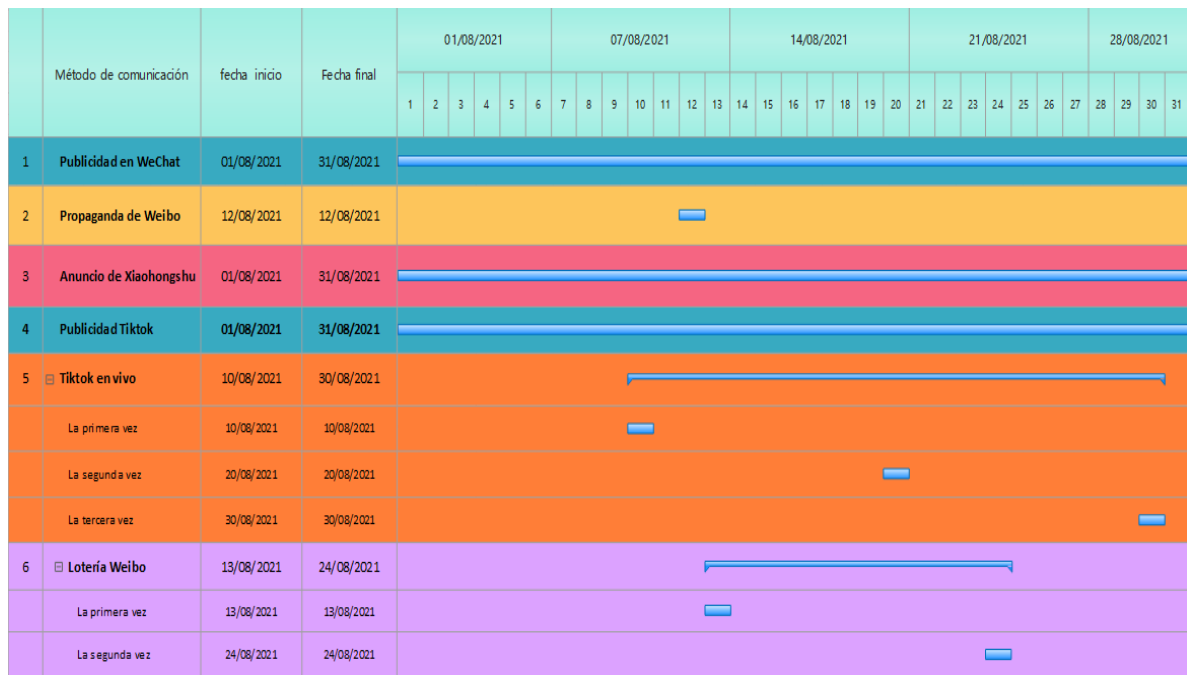 01/08/2021 07/08/2021 14/08/2021 21/08/2021 28/08/2021
Método de comunicación fecha inicio Fecha final
1 2 3 4 5 6 7 8 9 10 11 12 13 14 15 16 17 18 19 20 21 22 23 24 25 26 27 28 29 30 31
1 Publicidad en WeChat 01/08/2021 31/08/2021
2 Propaganda de Weibo 12/08/2021 12/08/2021
3 Anuncio de Xiaohongshu 01/08/2021 31/08/2021
4 Publicidad Tiktok 01/08/2021 31/08/2021
5 Tiktok en vivo 10/08/2021 30/08/2021
La primera vez 10/08/2021 10/08/2021
La segunda vez 20/08/2021 20/08/2021
La tercera vez 30/08/2021 30/08/2021
6 Lotería Weibo 13/08/2021 24/08/2021
La primera vez 13/08/2021 13/08/2021
La segunda vez 24/08/2021 24/08/2021